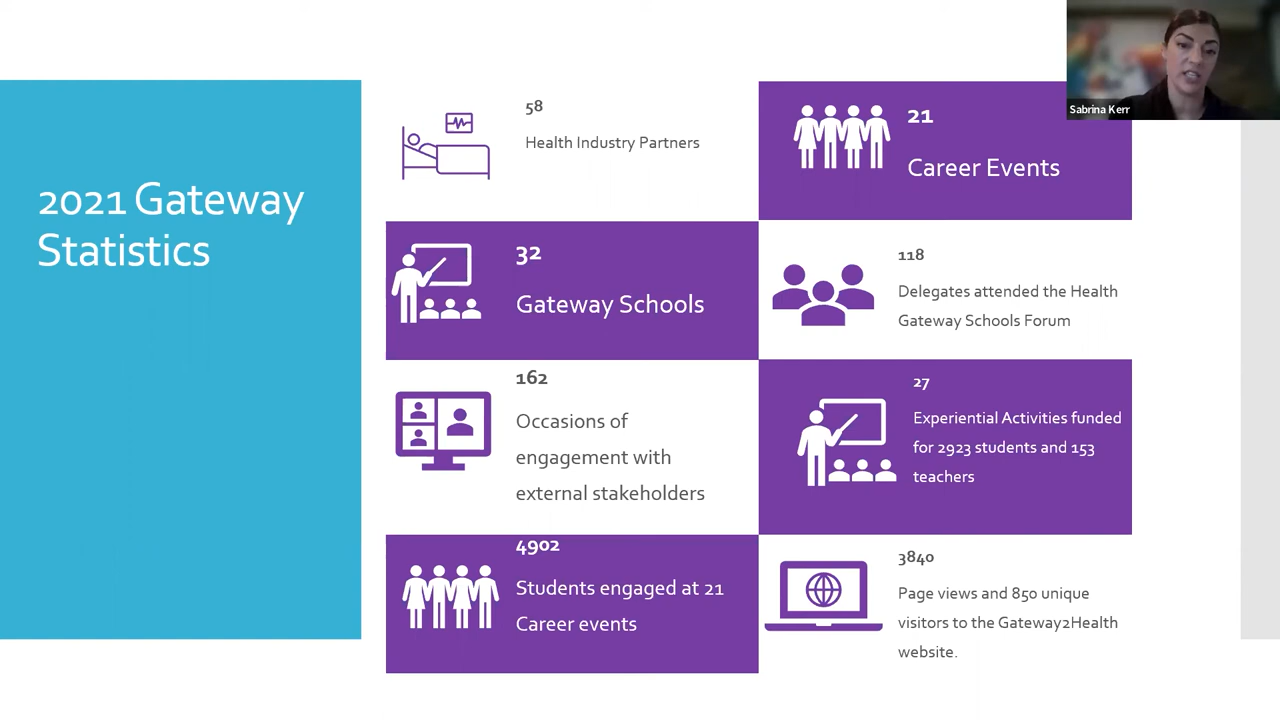 2021 Gateway
Statistics
58
Health Industry Partners
21
Career Events
32
Gateway Schools
118
Delegates attended the Health
Gateway Schools Forum
162
Occasions of
engagement with
external stakeholders
27
Experiential Activities funded
for 2923 students and 153
teachers
4902
Students engaged at 21
Career events
3840
Page views and 850 unique
visitors to the Gateway2Health
website.
Sabrina Kerr